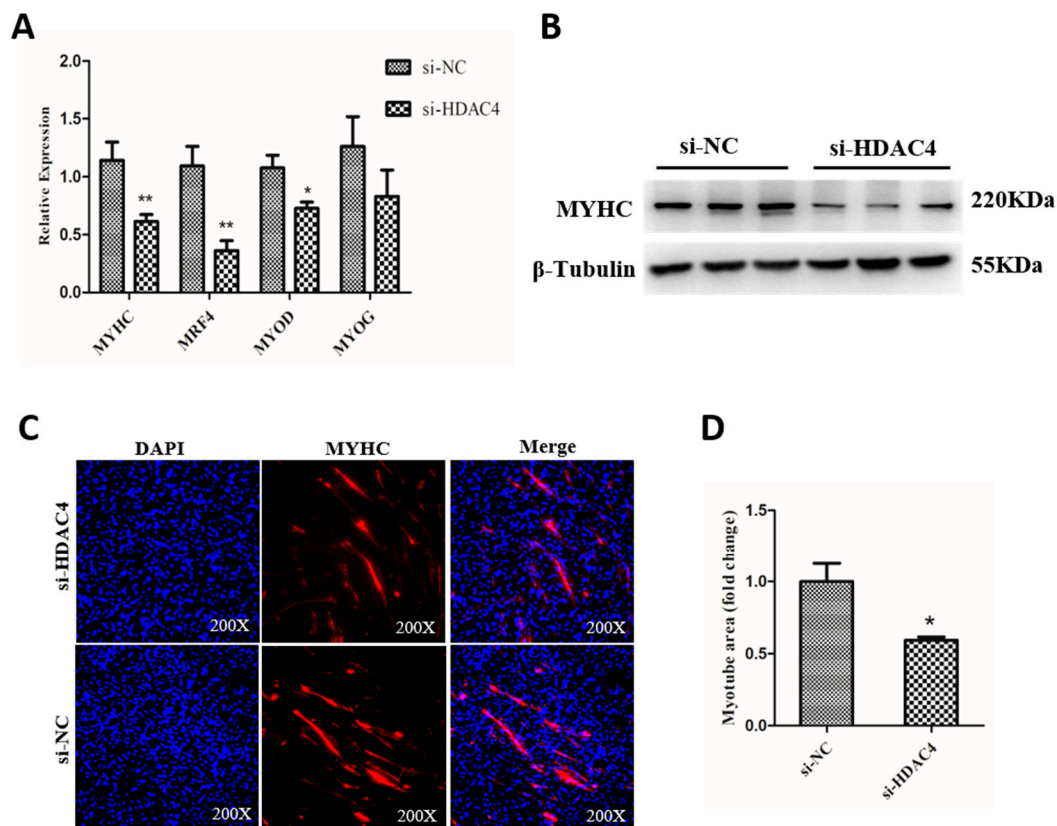 A
2.0
1.5
1.0
0.5
0.0
Relative Expression
si-NC
si-HDAC4
**
**
*
MYHC
MRF4
MYOD
MYOG
B
si-NC si-HDAC4
MYHC 220KDa
β-Tubulin 55KDa
C
DAPI MYHC Merge
si-HDAC4
200X 200X 200X
si-NC
200X 200X 200X
D
1.5
1.0
0.5
0.0
Myotube area (fold change)
*
si-NC
si-HDAC4